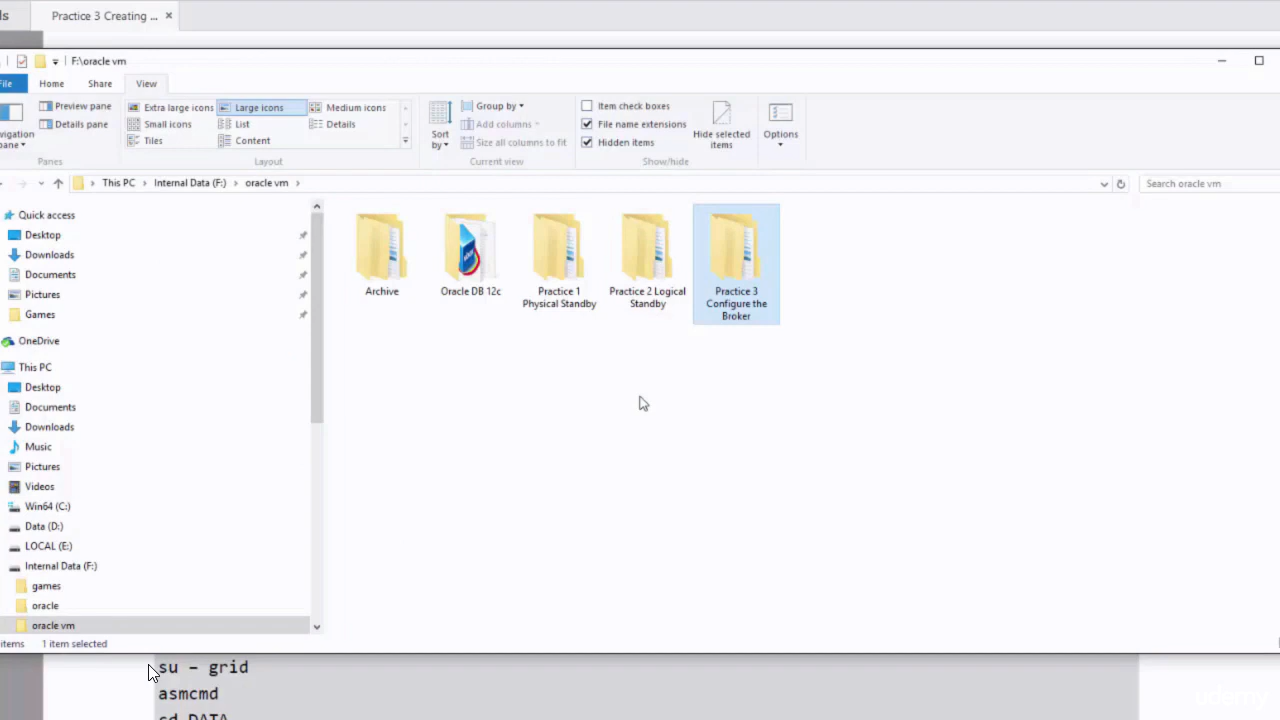 ls
Practice 3 Creating ...
F:\oracle vm
File
Home
Share
View
Preview pane
Details pane
Navigation
pane
Panes
Extra large icons
Large icons
Medium icons
Small icons
List
Details
Tiles
Content
Layout
Sort
by
Group by
Add columns
Size all columns to fit
Current view
Item check boxes
File name extensions
Hidden items
Hide selected
items
Show/hide
Options
This PC
Internal Data (F:)
oracle vm
Search oracle vm
Quick access
Desktop
Downloads
Documents
Pictures
Games
OneDrive
This PC
Desktop
Documents
Downloads
Music
Pictures
Videos
Win64 (C:)
Data (D:)
LOCAL (E:)
Internal Data (F:)
games
oracle
oracle vm
Archive
Oracle DB 12c
Practice 1
Physical Standby
Practice 2 Logical
Standby
Practice 3
Configure the
Broker
items
1 item selected
su – grid
asmcmd
cd DATA
udemy